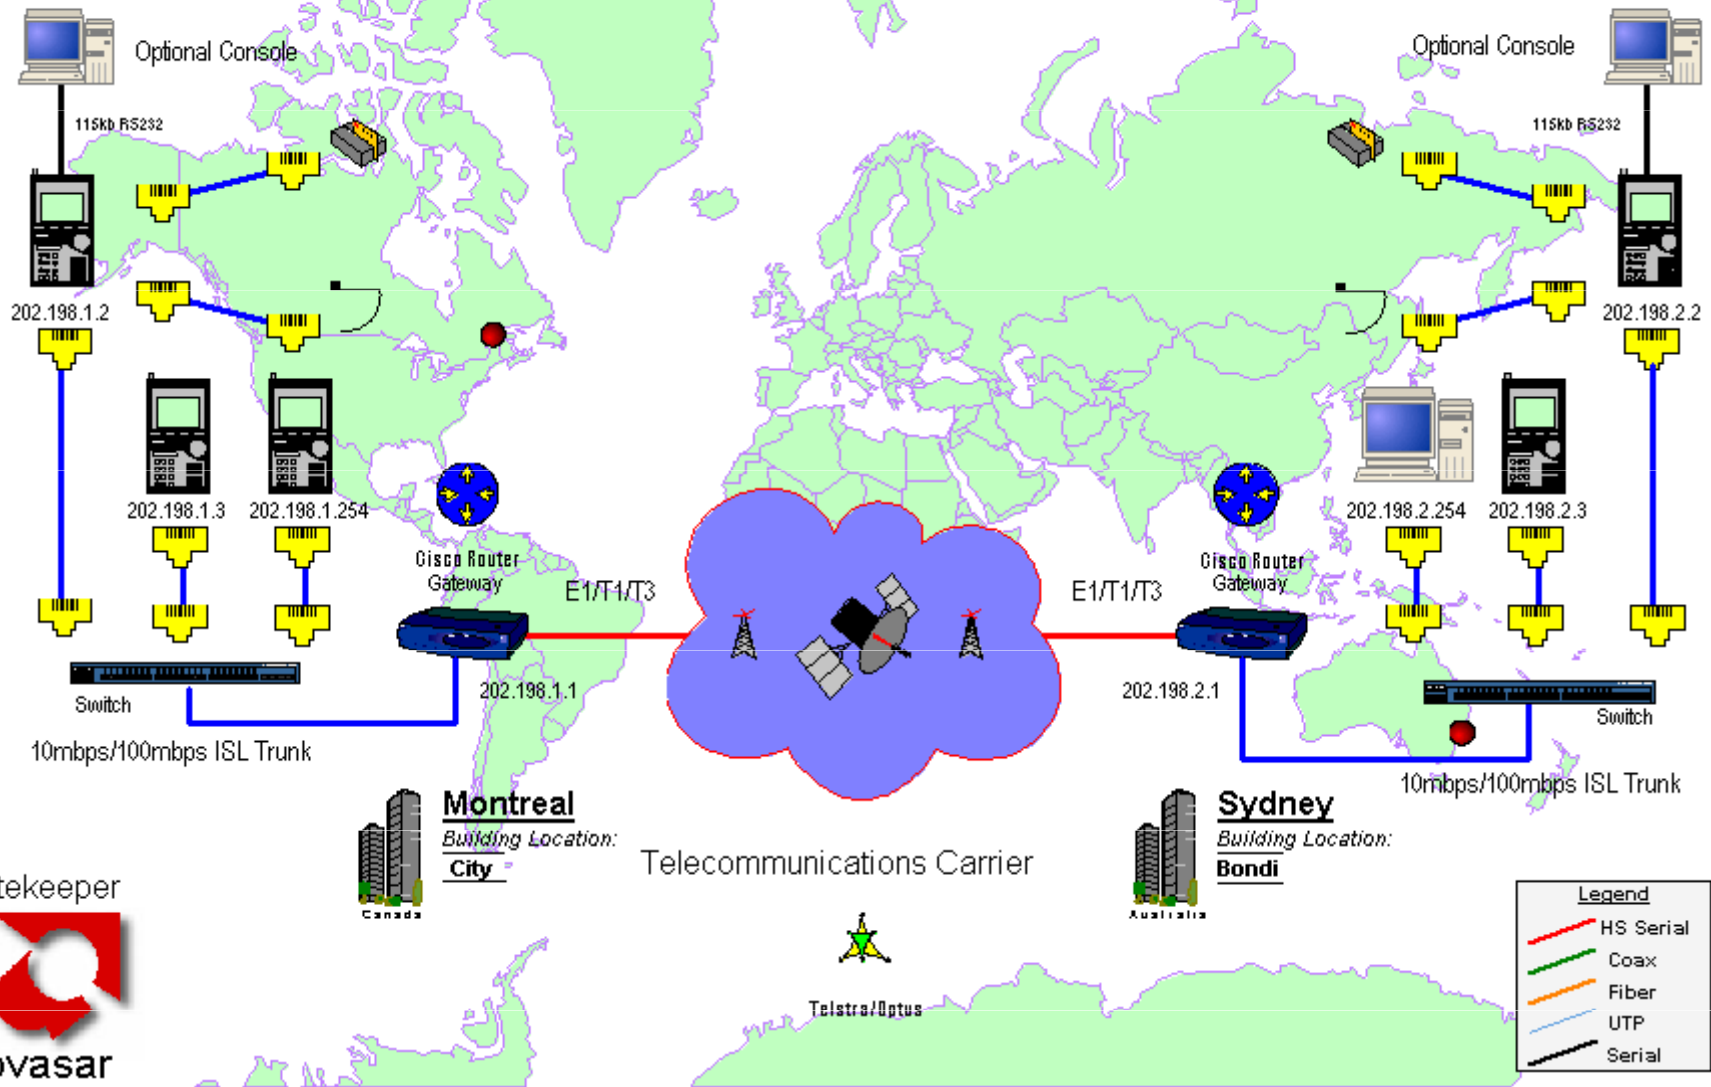 Optional Console
Optional Console
115kb RS232
115kb RS232
202.198.1.2
202.198.2.2
202.198.1.3
202.198.1.254
202.198.2.254
202.198.2.3
Cisco Router
Gateway
E1/T1/T3
E1/T1/T3
Cisco Router
Gateway
202.198.1.1
202.198.2.1
Switch
Switch
10mbps/100mbps ISL Trunk
10mbps/100mbps ISL Trunk
Montreal
Building Location:
City
Canada
Telecommunications Carrier
Sydney
Building Location:
Bondi
Australia
tekeeper
ovasar
Telstra/Optus
Legend
HS Serial
Coax
Fiber
UTP
Serial